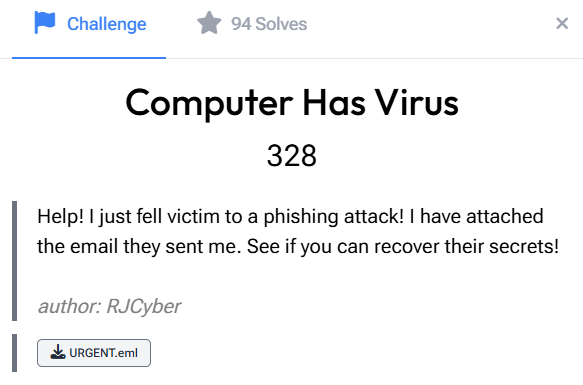 Challenge
94 Solves
×
Computer Has Virus
328
Help! I just fell victim to a phishing attack! I have attached
the email they sent me. See if you can recover their secrets!
author: RJCyber
URGENT.eml